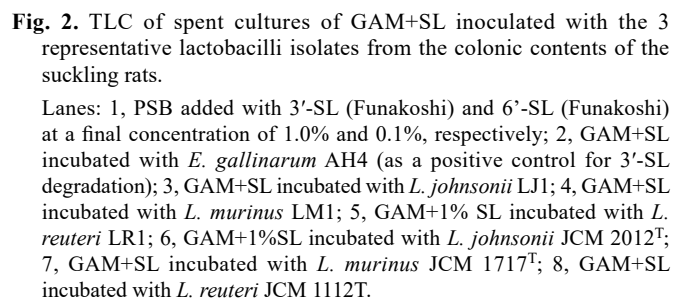 Fig. 2. TLC of spent cultures of GAM+SL inoculated with the 3
representative lactobacilli isolates from the colonic contents of the
suckling rats.
Lanes: 1, PSB added with 3′-SL (Funakoshi) and 6’-SL (Funakoshi)
at a final concentration of 1.0% and 0.1%, respectively; 2, GAM+SL
incubated with E. gallinarum AH4 (as a positive control for 3′-SL
degradation); 3, GAM+SL incubated with L. johnsonii LJ1; 4, GAM+SL
incubated with L. murinus LM1; 5, GAM+1% SL incubated with L.
reuteri LR1; 6, GAM+1%SL incubated with L. johnsonii JCM 2012ᵀ;
7, GAM+SL incubated with L. murinus JCM 1717ᵀ; 8, GAM+SL
incubated with L. reuteri JCM 1112T.